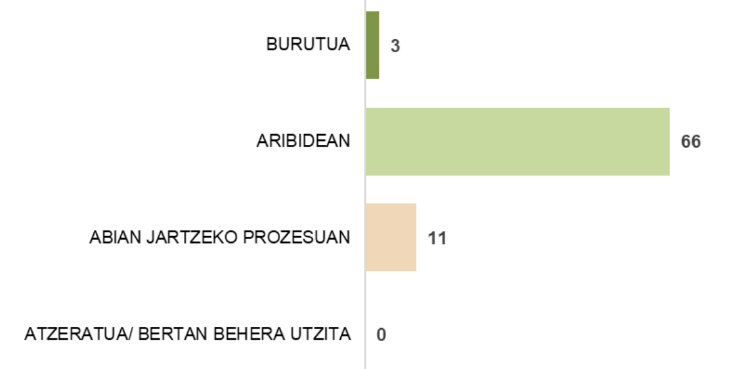 BURUTUA 3
ARIBIDEAN 66
ABIAN JARTZEKO PROZESUAN 11
ATZERATUA/ BERTAN BEHERA UTZITA 0